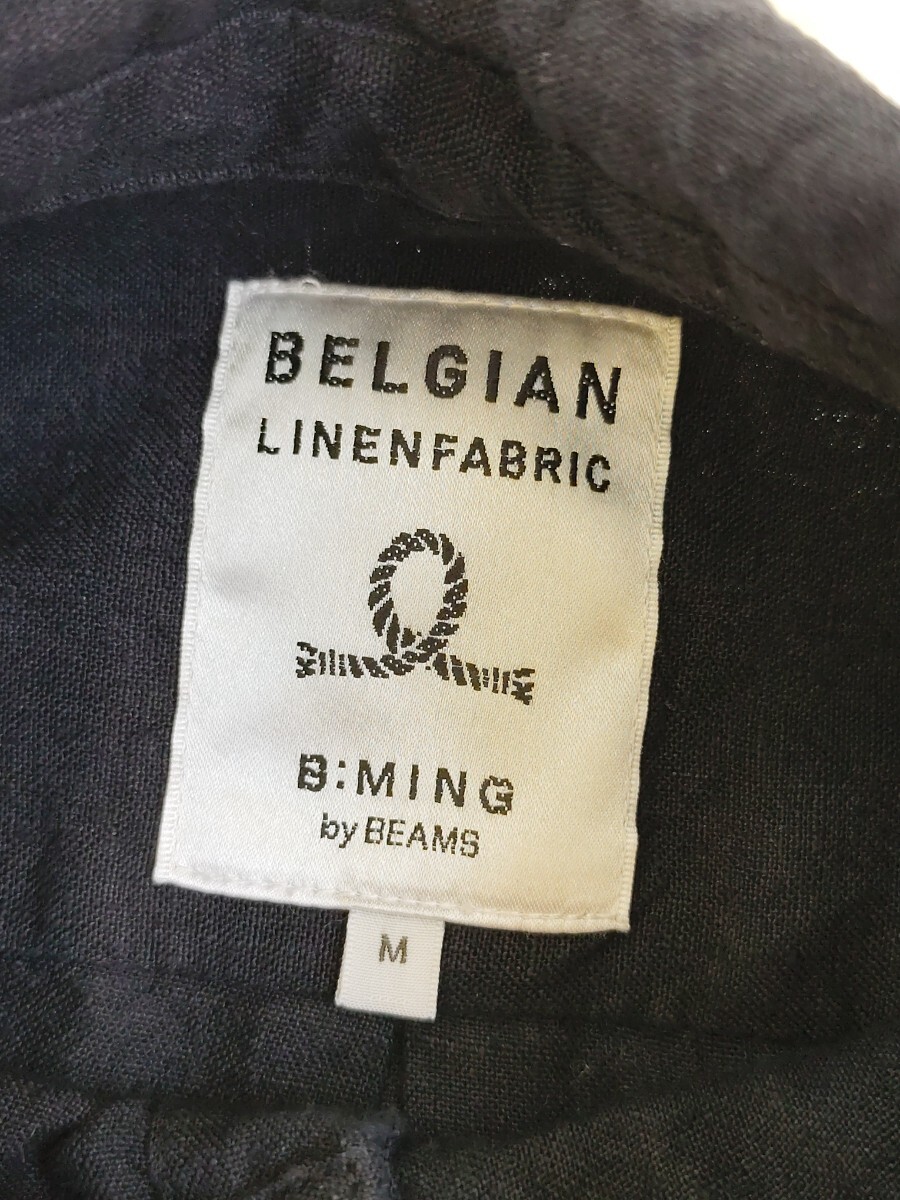 BELGIAN
LINENFABRIC
B:MING
by BEAMS
M